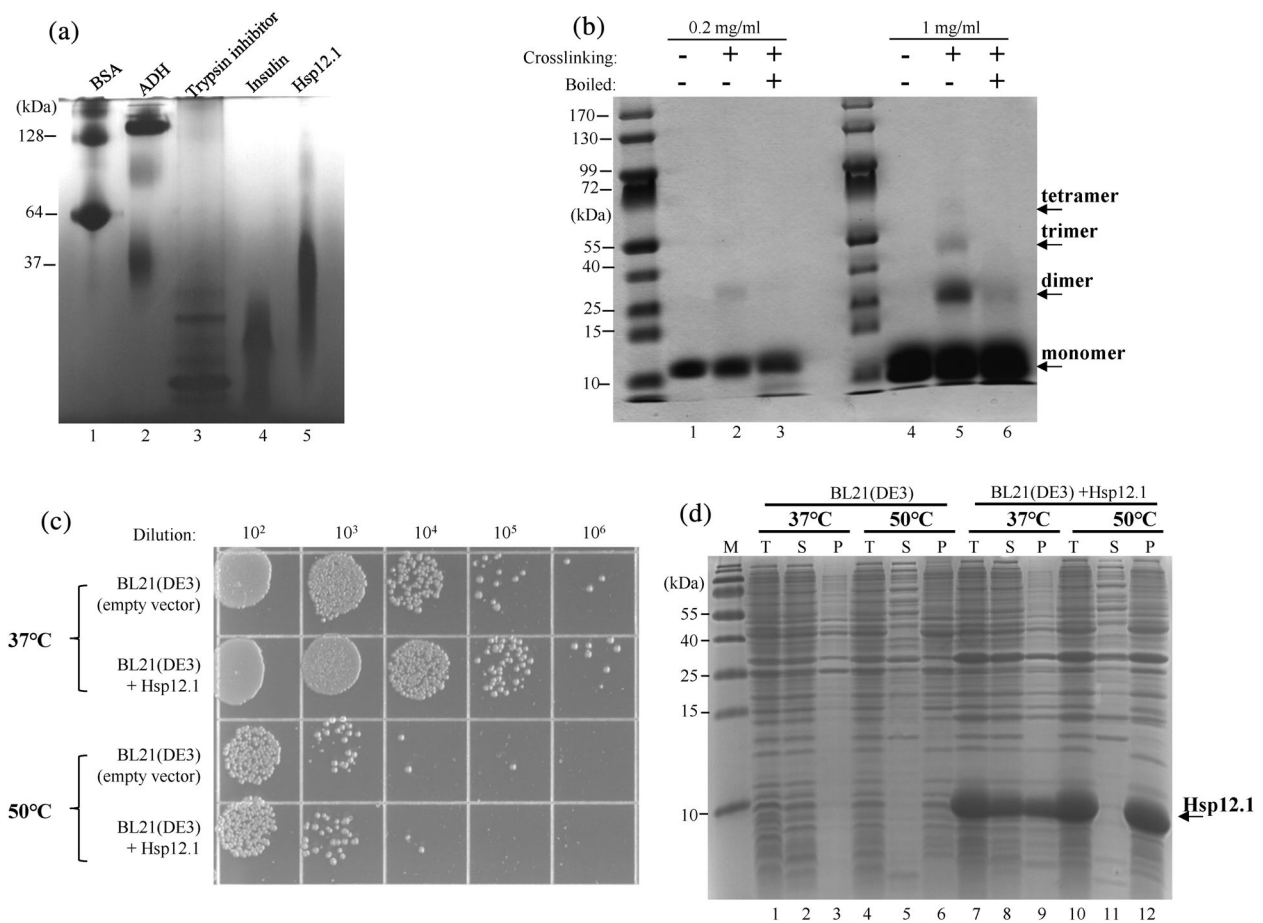 (a)
BSA
ADH
Trypsin inhibitor
Insulin
Hsp12.1
(kDa)
128
64
37
1 2 3 4 5
(b)
0.2 mg/ml 1 mg/ml
Crosslinking: - + + - + +
Boiled: - - + - - +
170
130
99
72
(kDa)
55
40
25
15
10
tetramer
trimer
dimer
monomer
1 2 3 4 5 6
(c)
Dilution: 10² 10³ 10⁴ 10⁵ 10⁶
37°C
BL21(DE3)
(empty vector)
BL21(DE3)
+ Hsp12.1
50°C
BL21(DE3)
(empty vector)
BL21(DE3)
+ Hsp12.1
(d)
BL21(DE3) BL21(DE3) +Hsp12.1
37°C 50°C 37°C 50°C
M T S P T S P T S P T S P
(kDa)
55
40
25
15
10
Hsp12.1
1 2 3 4 5 6 7 8 9 10 11 12